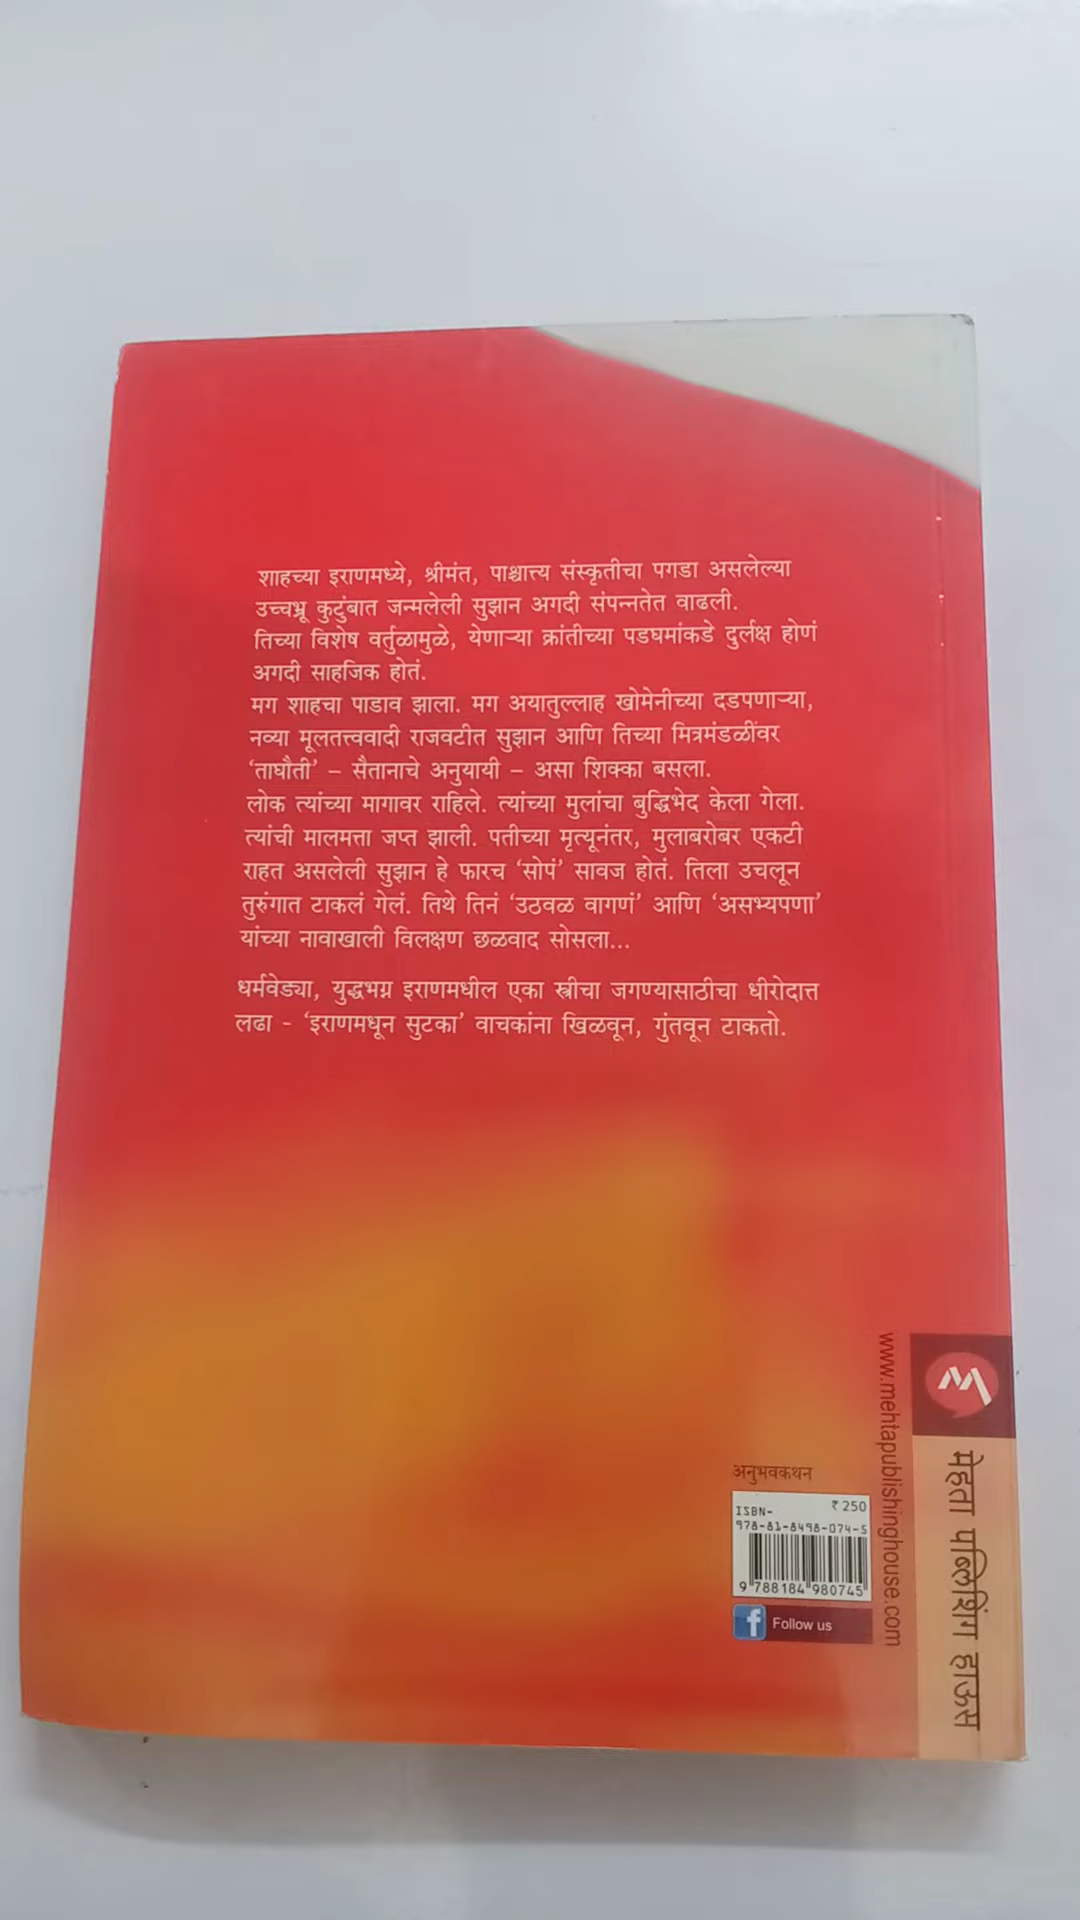 शाहच्या इराणमध्ये, श्रीमंत, पाश्चात्त्य संस्कृतीचा पगडा असलेल्या
उच्चभ्रू कुटुंबात जन्मलेली सुझान अगदी संपन्नतेत वाढली.
तिच्या विशेष वर्तुळामुळे, येणाऱ्या क्रांतीच्या पडघमांकडे दुर्लक्ष होणं
अगदी साहजिक होतं.
मग शाहचा पाडाव झाला. मग अयातुल्लाह खोमेनीच्या दडपणाऱ्या,
नव्या मूलतत्त्ववादी राजवटीत सुझान आणि तिच्या मित्रमंडळींवर
‘ताघौती’ – सैतानाचे अनुयायी – असा शिक्का बसला.
लोक त्यांच्या मागावर राहिले. त्यांच्या मुलांचा बुद्धिभेद केला गेला.
त्यांची मालमत्ता जप्त झाली. पतीच्या मृत्यूनंतर, मुलाबरोबर एकटी
राहत असलेली सुझान हे फारच ‘सोपं’ सावज होतं. तिला उचलून
तुरुंगात टाकलं गेलं. तिथे तिनं ‘उठवळ वागणं’ आणि ‘असभ्यपणा’
यांच्या नावाखाली विलक्षण छळवाद सोसला...
धर्मवेड्या, युद्धभग्न इराणमधील एका स्त्रीचा जगण्यासाठीचा धीरोदात्त
लढा - ‘इराणमधून सुटका’ वाचकांना खिळवून, गुंतवून टाकतो.
अनुभवकथन
ISBN- ₹ 250
978-81-8498-074-5
9 788184 980745
Follow us
www.mehtapublishinghouse.com
मेहता पब्लिशिंग हाऊस